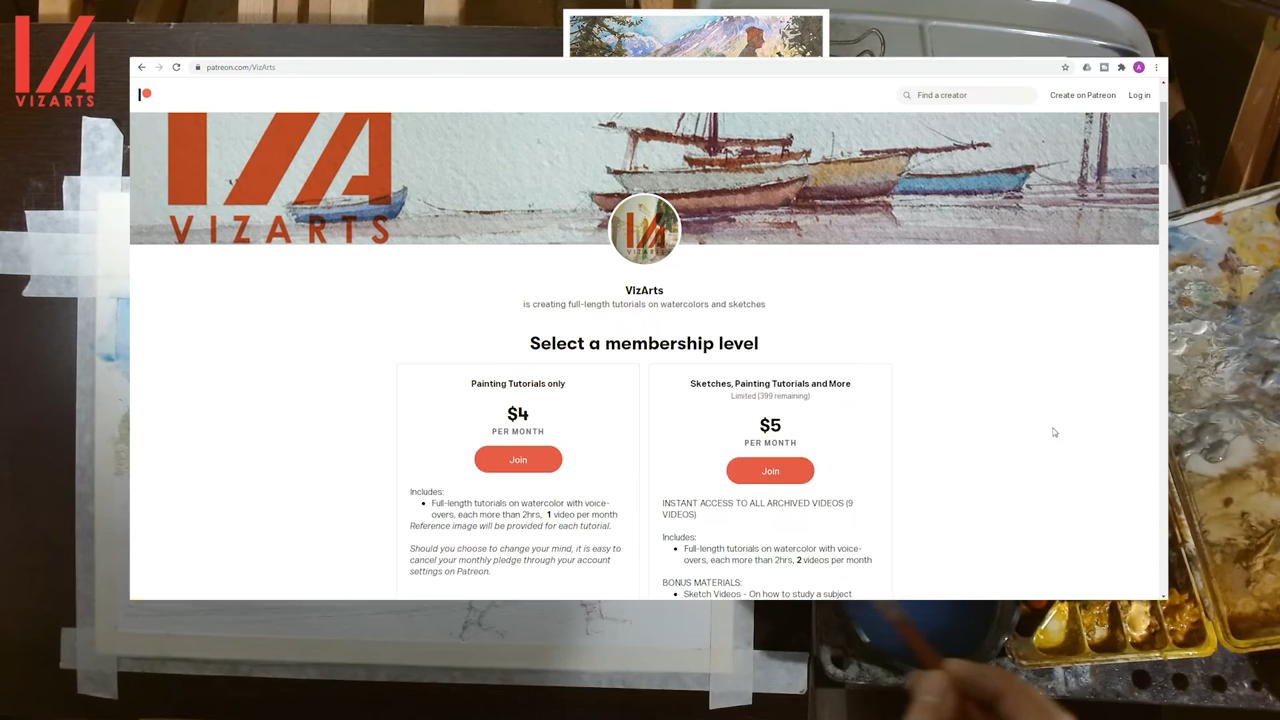 VIZARTS
patreon.com/VizArts
A
Find a creator
Create on Patreon
Log in
VIZARTS
VIZARTS
VizArts
is creating full-length tutorials on watercolors and sketches
Select a membership level
Painting Tutorials only
$4
PER MONTH
Join
Includes:
• Full-length tutorials on watercolor with voice-
overs, each more than 2hrs, 1 video per month
Reference image will be provided for each tutorial.
Should you choose to change your mind, it is easy to
cancel your monthly pledge through your account
settings on Patreon.
Sketches, Painting Tutorials and More
Limited (399 remaining)
$5
PER MONTH
Join
INSTANT ACCESS TO ALL ARCHIVED VIDEOS (9
VIDEOS)
Includes:
• Full-length tutorials on watercolor with voice-
overs, each more than 2hrs, 2 videos per month
BONUS MATERIALS:
• Sketch Videos - On how to study a subject